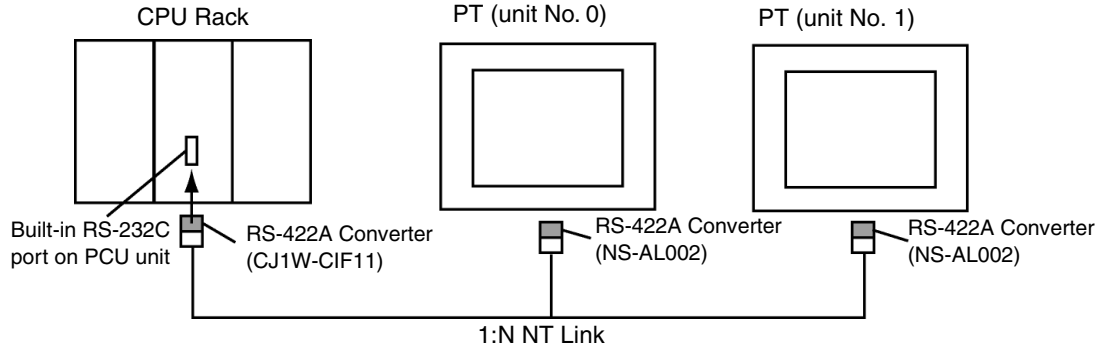 CPU Rack
PT (unit No. 0)
PT (unit No. 1)
Built-in RS-232C
port on PCU unit
RS-422A Converter
(CJ1W-CIF11)
RS-422A Converter
(NS-AL002)
RS-422A Converter
(NS-AL002)
1:N NT Link